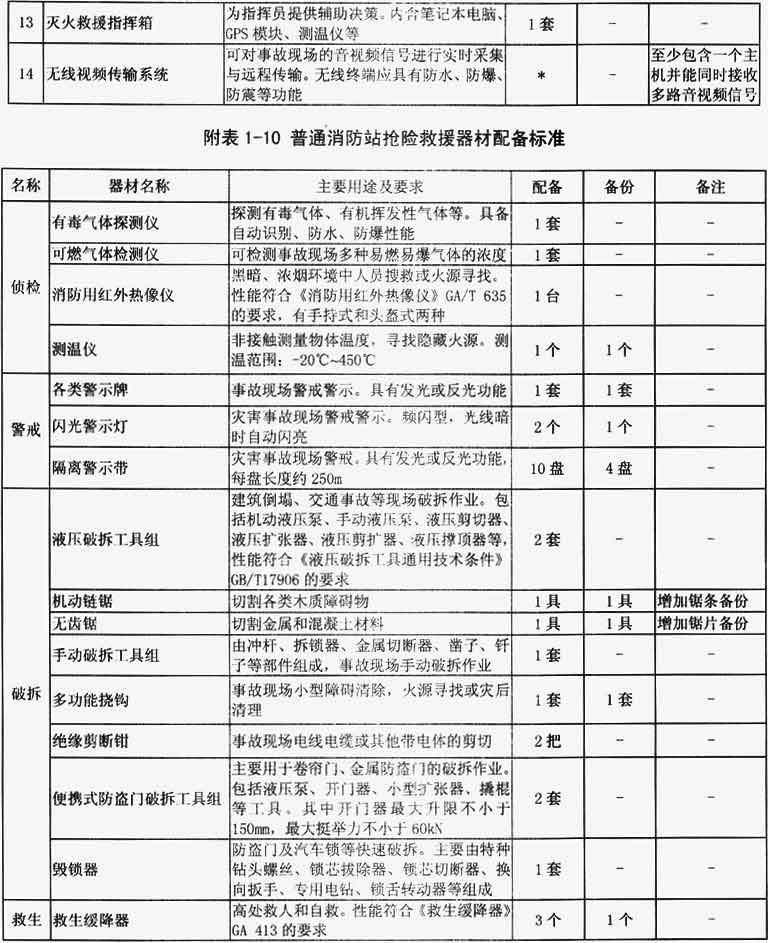 13 灭火救援指挥箱 为指挥员提供辅助决策。内含笔记本电脑、 1套 - -
GPS 模块、测温仪等
14 无线视频传输系统 可对事故现场的音视频信号进行实时采集 * - 至少包含一个主
与远程传输。无线终端应具有防水、防爆、 机并能同时接收
防震等功能 多路音视频信号
附表 1-10 普通消防站抢险救援器材配备标准
名称 器材名称 主要用途及要求 配备 备份 备注
侦检 有毒气体探测仪 探测有毒气体、有机挥发性气体等。具备 1套 - -
自动识别、防水、防爆性能
可燃气体检测仪 可检测事故现场多种易燃易爆气体的浓度 1套 - -
消防用红外热像仪 黑暗、浓烟环境中人员搜救或火源寻找。 1台 - -
性能符合《消防用红外热像仪》GA/T 635
的要求，有手持式和头盔式两种
测温仪 非接触测量物体温度，寻找隐藏火源。测 1个 1个 -
温范围：-20℃~450℃
警戒 各类警示牌 事故现场警戒警示。具有发光或反光功能 1套 1套 -
闪光警示灯 灾害事故现场警戒警示。频闪型，光线暗 2个 1个 -
时自动闪亮
隔离警示带 灾害事故现场警戒。具有发光或反光功能， 10盘 4盘 -
每盘长度约 250m
破拆 液压破拆工具组 建筑倒塌、交通事故等现场破拆作业。包 2套 - -
括机动液压泵、手动液压泵、液压剪切器、
液压扩张器、液压剪扩器、液压撑顶器等，
性能符合《液压破拆工具通用技术条件》
GB/T17906 的要求
机动链锯 切割各类木质障碍物 1具 1具 增加锯条备份
无齿锯 切割金属和混凝土材料 1具 1具 增加锯片备份
手动破拆工具组 由冲杆、拆锁器、金属切断器、凿子、钎 1套 - -
子等部件组成，事故现场手动破拆作业
多功能挠钩 事故现场小型障碍清除，火源寻找或灾后 1套 1套 -
清理
绝缘剪断钳 事故现场电线电缆或其他带电体的剪切 2把 - -
便携式防盗门破拆工具组 主要用于卷帘门、金属防盗门的破拆作业。 2套 - -
包括液压泵、开门器、小型扩张器、撬棍
等工具。其中开门器最大升限不小于
150mm，最大挺举力不小于 60kN
毁锁器 防盗门及汽车锁等快速破拆。主要由特种 1套 - -
钻头螺丝、锁芯拔除器、锁芯切断器、换
向扳手、专用电钻、锁舌转动器等组成
救生 救生缓降器 高处救人和自救。性能符合《救生缓降器》 3个 1个 -
GA 413 的要求